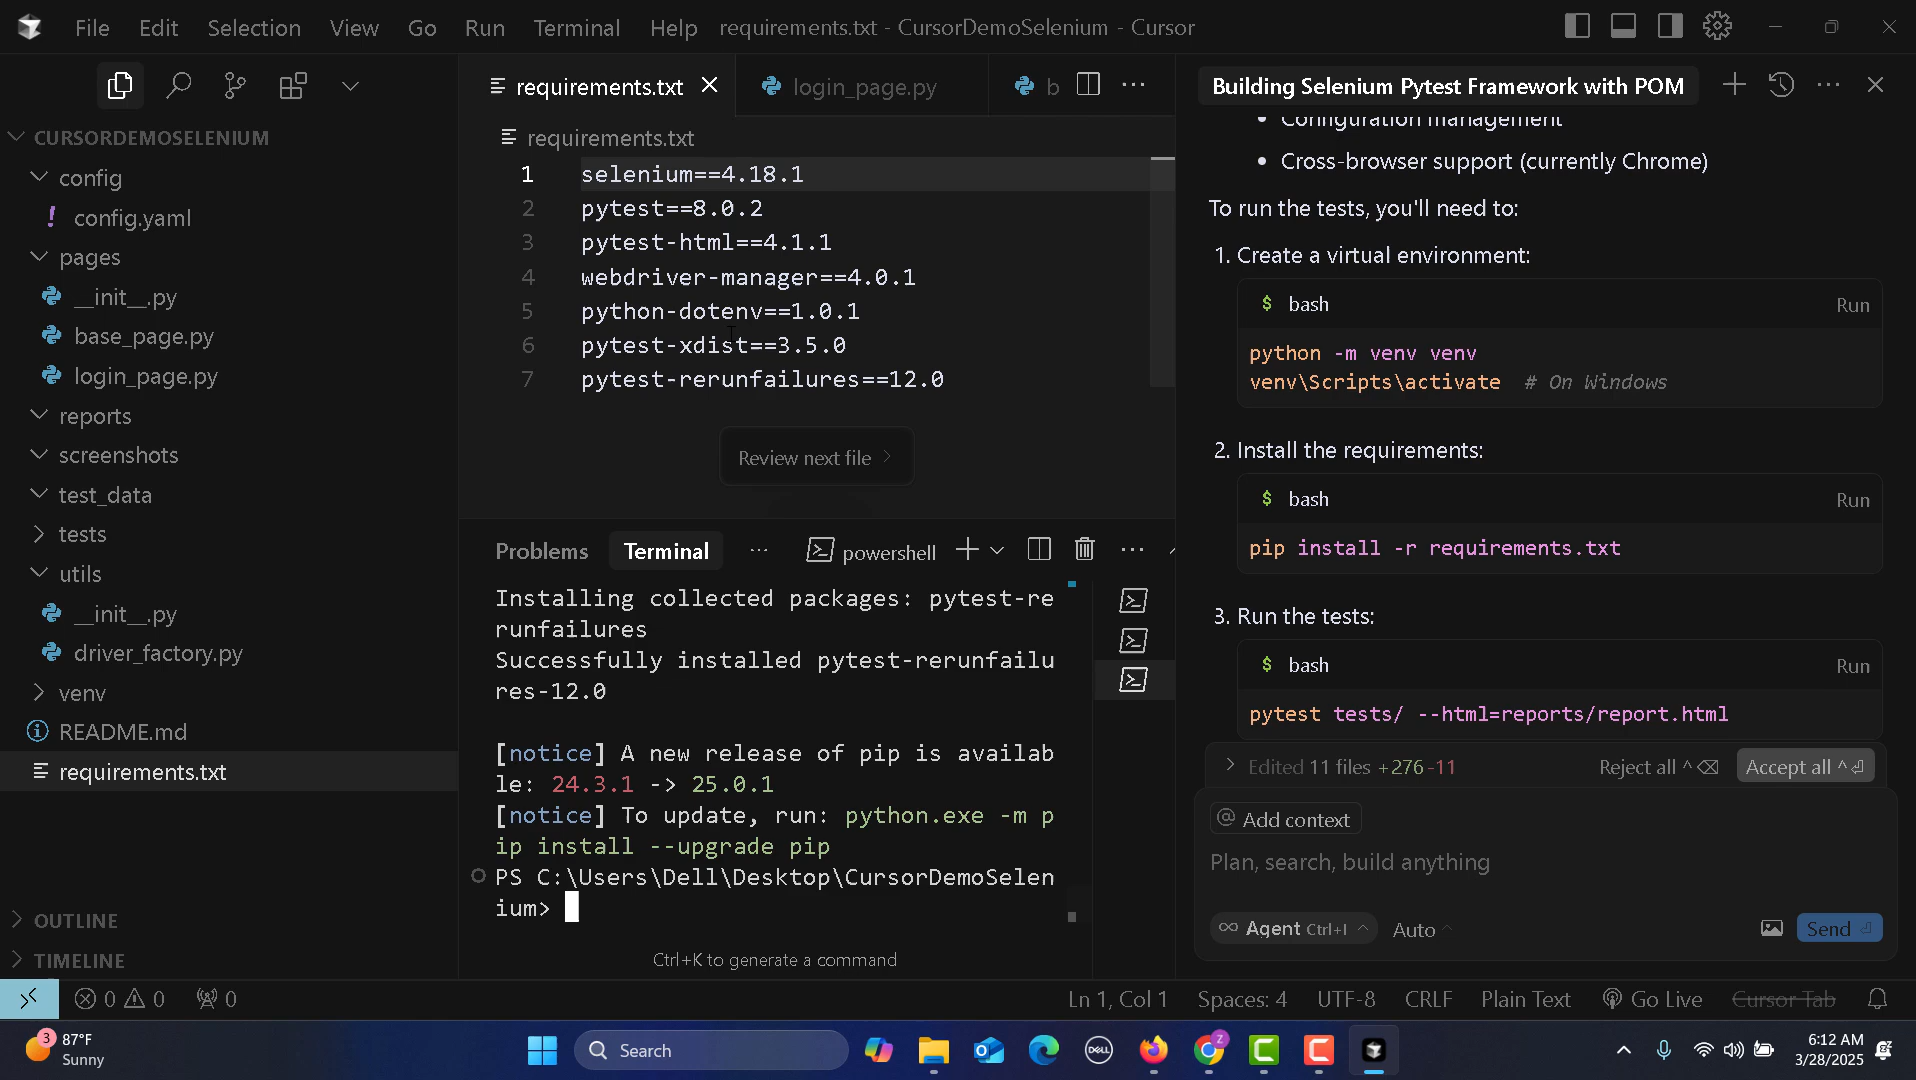 File Edit Selection View Go Run Terminal Help requirements.txt - CursorDemoSelenium - Cursor
CURSORDEMOSELENIUM
config
! config.yaml
pages
__init__.py
base_page.py
login_page.py
reports
screenshots
test_data
tests
utils
__init__.py
driver_factory.py
venv
README.md
requirements.txt
OUTLINE
TIMELINE
requirements.txt login_page.py b
requirements.txt
1 selenium==4.18.1
2 pytest==8.0.2
3 pytest-html==4.1.1
4 webdriver-manager==4.0.1
5 python-dotenv==1.0.1
6 pytest-xdist==3.5.0
7 pytest-rerunfailures==12.0
Review next file
Problems Terminal powershell
Installing collected packages: pytest-re
runfailures
Successfully installed pytest-rerunfailu
res-12.0
[notice] A new release of pip is availab
le: 24.3.1 -> 25.0.1
[notice] To update, run: python.exe -m p
ip install --upgrade pip
PS C:\Users\Dell\Desktop\CursorDemoSelen
ium>
Ctrl+K to generate a command
Building Selenium Pytest Framework with POM
• Configuration management
• Cross-browser support (currently Chrome)
To run the tests, you'll need to:
1. Create a virtual environment:
$ bash Run
python -m venv venv
venv\Scripts\activate # On Windows
2. Install the requirements:
$ bash Run
pip install -r requirements.txt
3. Run the tests:
$ bash Run
pytest tests/ --html=reports/report.html
Edited 11 files +276 -11 Reject all ^⌫ Accept all ^⏎
@ Add context
Plan, search, build anything
∞ Agent Ctrl+I Auto Send ⏎
0 0 0 Ln 1, Col 1 Spaces: 4 UTF-8 CRLF Plain Text Go Live Cursor Tab
3 87°F
Sunny
Search
DELL
Z
6:12 AM
3/28/2025